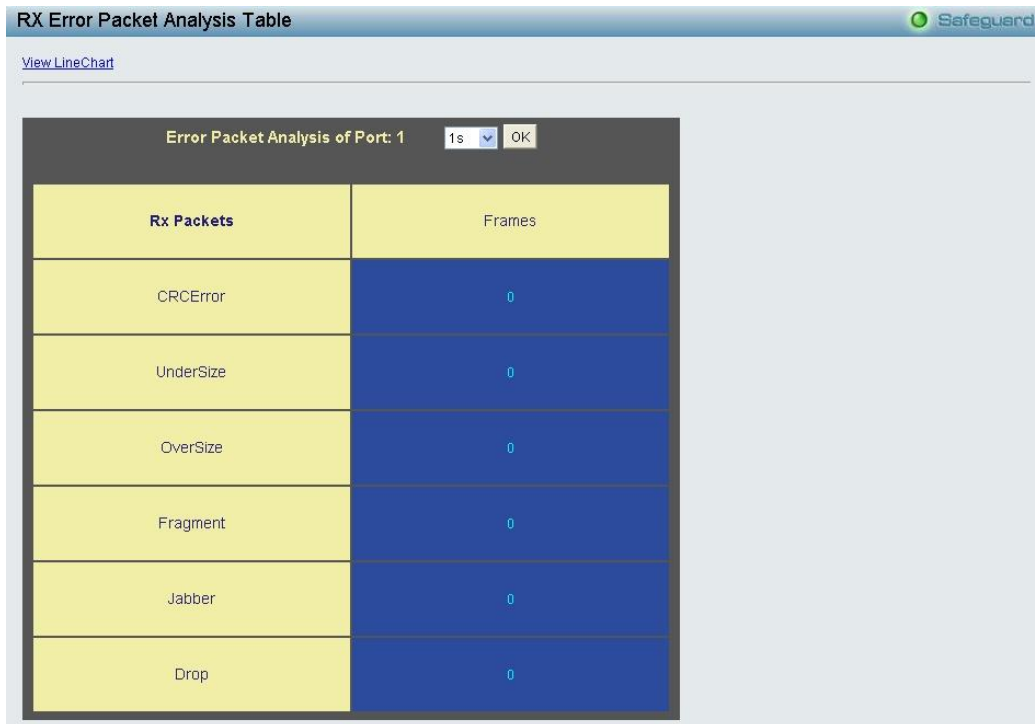 RX Error Packet Analysis Table
Safeguard
View LineChart
Error Packet Analysis of Port: 1 1s OK
Rx Packets Frames
CRCError 0
UnderSize 0
OverSize 0
Fragment 0
Jabber 0
Drop 0